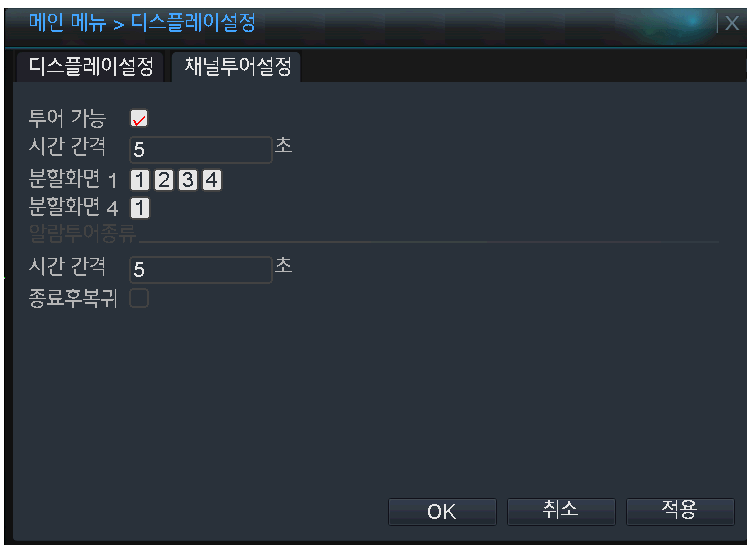 메인 메뉴 > 디스플레이설정 X
디스플레이설정 채널투어설정
투어 가능
시간 간격 5 초
분할화면 1 1 2 3 4
분할화면 4 1
알람투어종류
시간 간격 5 초
종료후복귀
OK 취소 적용